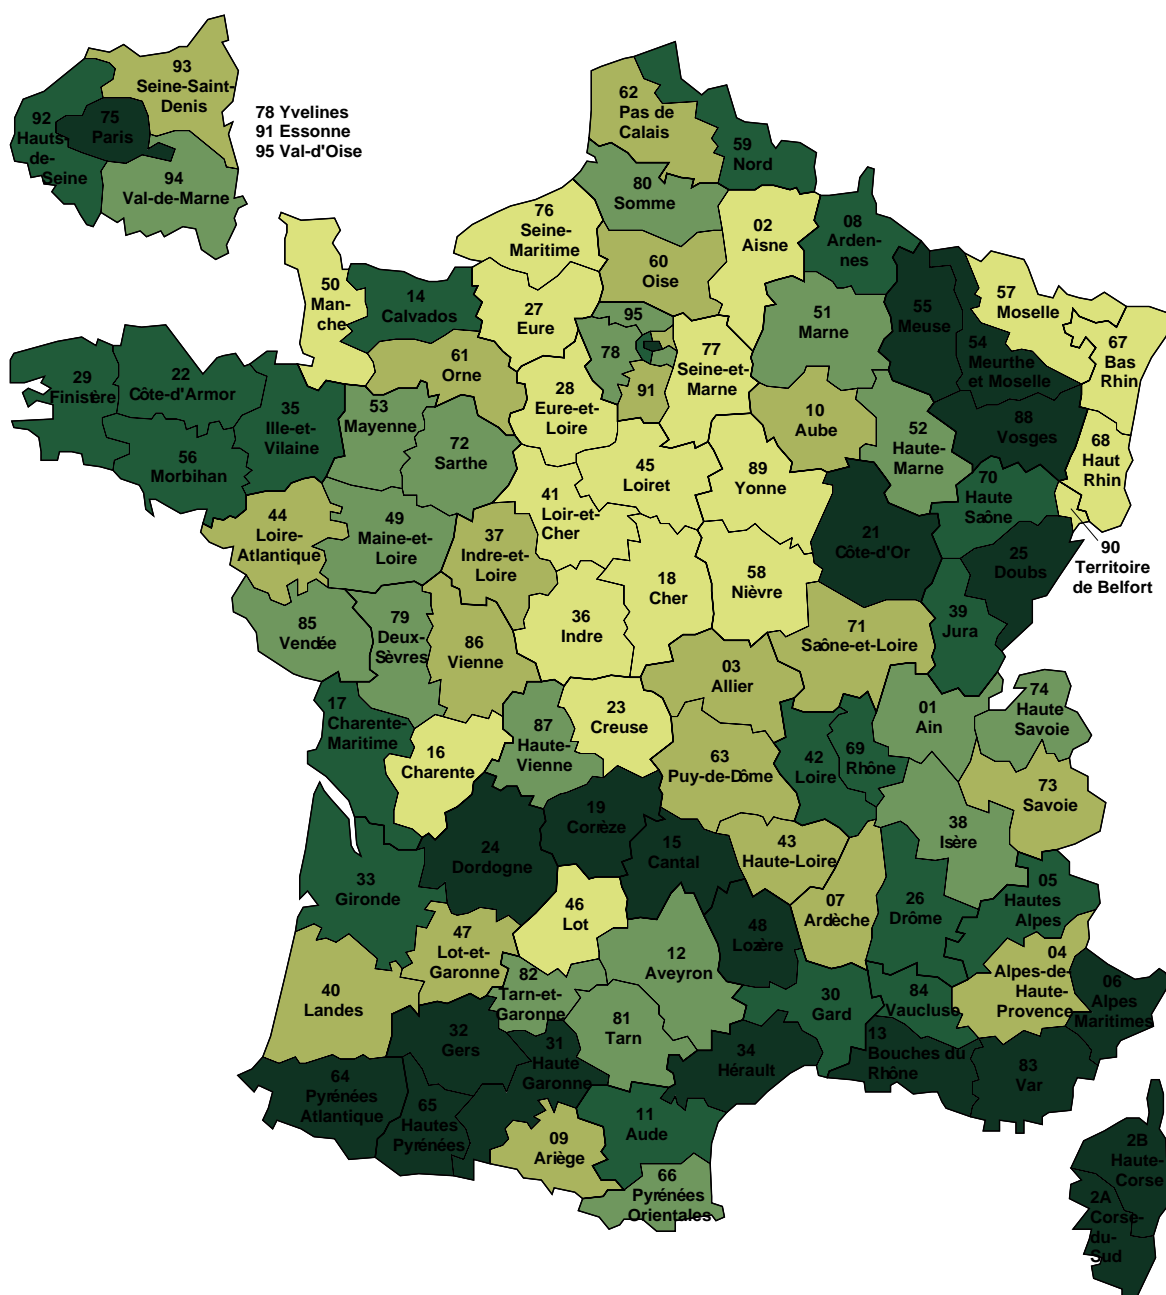 93
Seine-Saint-
Denis
92
Hauts-
de-
Seine
75
Paris
94
Val-de-Marne
78 Yvelines
91 Essonne
95 Val-d'Oise
62
Pas de
Calais
59
Nord
80
Somme
76
Seine-
Maritime
02
Aisne
08
Arden-
nes
60
Oise
50
Man-
che
14
Calvados
27
Eure
95
51
Marne
55
Meuse
57
Moselle
54
Meurthe
et Moselle
67
Bas
Rhin
78
77
Seine-et-
Marne
91
61
Orne
29
Finistère
22
Côte-d'Armor
35
Ille-et-
Vilaine
53
Mayenne
28
Eure-et-
Loire
10
Aube
52
Haute-
Marne
88
Vosges
68
Haut
Rhin
56
Morbihan
72
Sarthe
45
Loiret
89
Yonne
70
Haute
Saône
41
Loir-et-
Cher
44
Loire-
Atlantique
49
Maine-et-
Loire
37
Indre-et-
Loire
21
Côte-d'Or
25
Doubs
90
Territoire
de Belfort
18
Cher
58
Nièvre
39
Jura
85
Vendée
79
Deux-
Sèvres
86
Vienne
36
Indre
71
Saône-et-Loire
03
Allier
17
Charente-
Maritime
87
Haute-
Vienne
23
Creuse
01
Ain
74
Haute
Savoie
16
Charente
63
Puy-de-Dôme
42
Loire
69
Rhône
73
Savoie
19
Corrèze
38
Isère
24
Dordogne
15
Cantal
43
Haute-Loire
33
Gironde
46
Lot
48
Lozère
07
Ardèche
26
Drôme
05
Hautes
Alpes
47
Lot-et-
Garonne
12
Aveyron
04
Alpes-de-
Haute-
Provence
06
Alpes
Maritimes
40
Landes
82
Tarn-et-
Garonne
30
Gard
84
Vaucluse
32
Gers
81
Tarn
31
Haute
Garonne
34
Hérault
13
Bouches du
Rhône
83
Var
64
Pyrénées
Atlantique
65
Hautes
Pyrénées
11
Aude
09
Ariège
66
Pyrénées
Orientales
2B
Haute-
Corse
2A
Corse-
du-
Sud